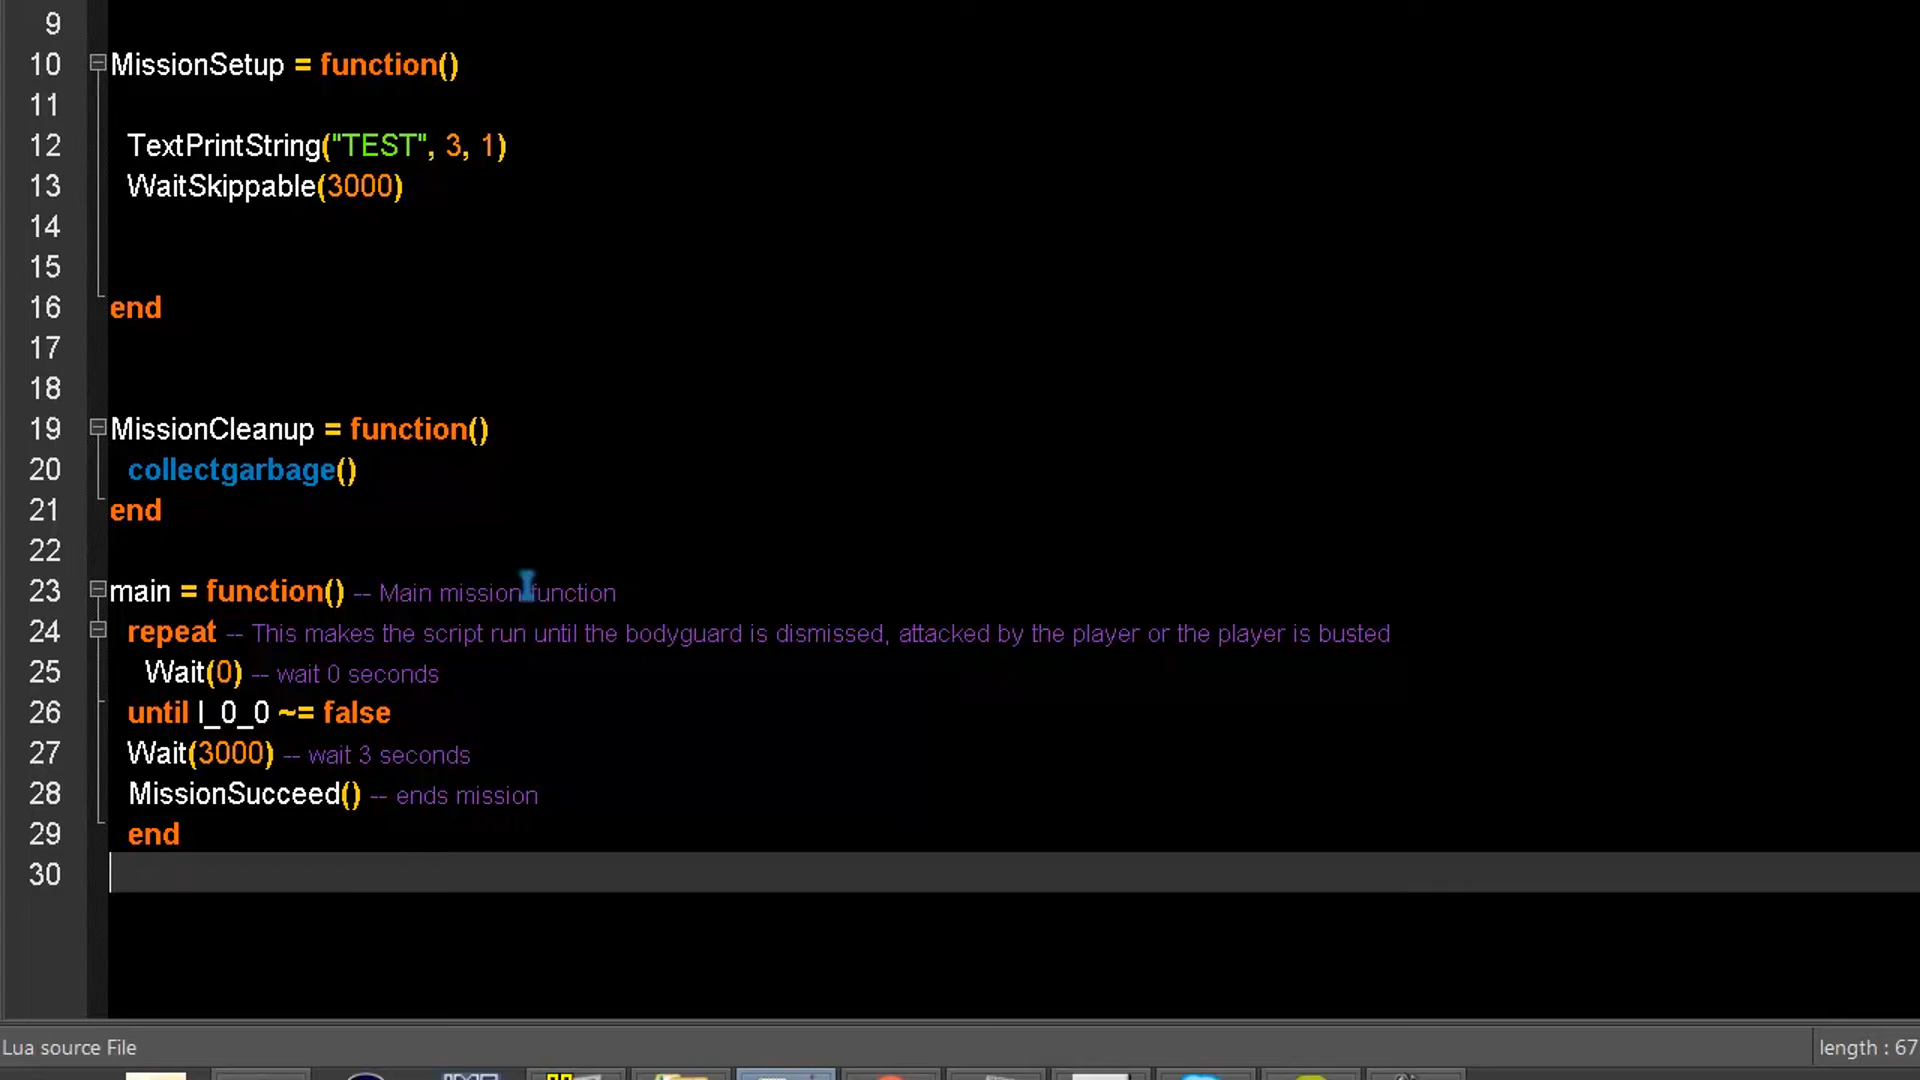 9
10 MissionSetup = function()
11
12 TextPrintString("TEST", 3, 1)
13 WaitSkippable(3000)
14
15
16 end
17
18
19 MissionCleanup = function()
20 collectgarbage()
21 end
22
23 main = function() -- Main mission function
24 repeat -- This makes the script run until the bodyguard is dismissed, attacked by the player or the player is busted
25 Wait(0) -- wait 0 seconds
26 until l_0_0 ~= false
27 Wait(3000) -- wait 3 seconds
28 MissionSucceed() -- ends mission
29 end
30
Lua source File
length : 67